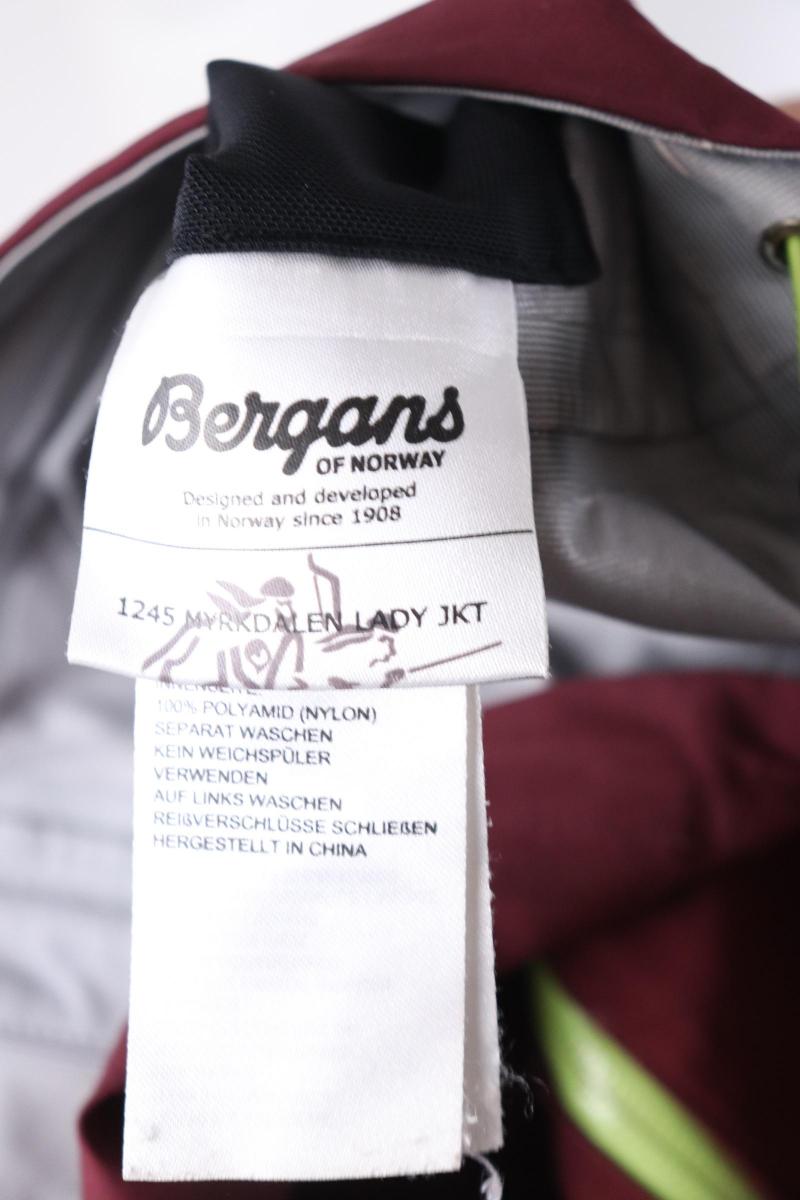 Bergans
OF NORWAY
Designed and developed
in Norway since 1908
1245 MYRKDALEN LADY JKT
INNENSEITE:
100% POLYAMID (NYLON)
SEPARAT WASCHEN
KEIN WEICHSPÜLER
VERWENDEN
AUF LINKS WASCHEN
REIßVERSCHLÜSSE SCHLIEßEN
HERGESTELLT IN CHINA